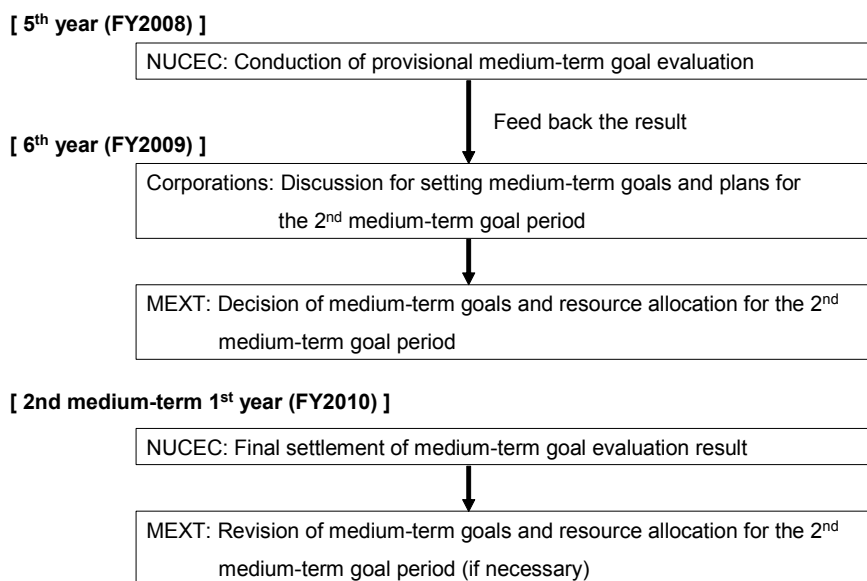 [ 5th year (FY2008) ]
NUCEC: Conduction of provisional medium-term goal evaluation
Feed back the result
[ 6th year (FY2009) ]
Corporations: Discussion for setting medium-term goals and plans for
the 2nd medium-term goal period
MEXT: Decision of medium-term goals and resource allocation for the 2nd
medium-term goal period
[ 2nd medium-term 1st year (FY2010) ]
NUCEC: Final settlement of medium-term goal evaluation result
MEXT: Revision of medium-term goals and resource allocation for the 2nd
medium-term goal period (if necessary)